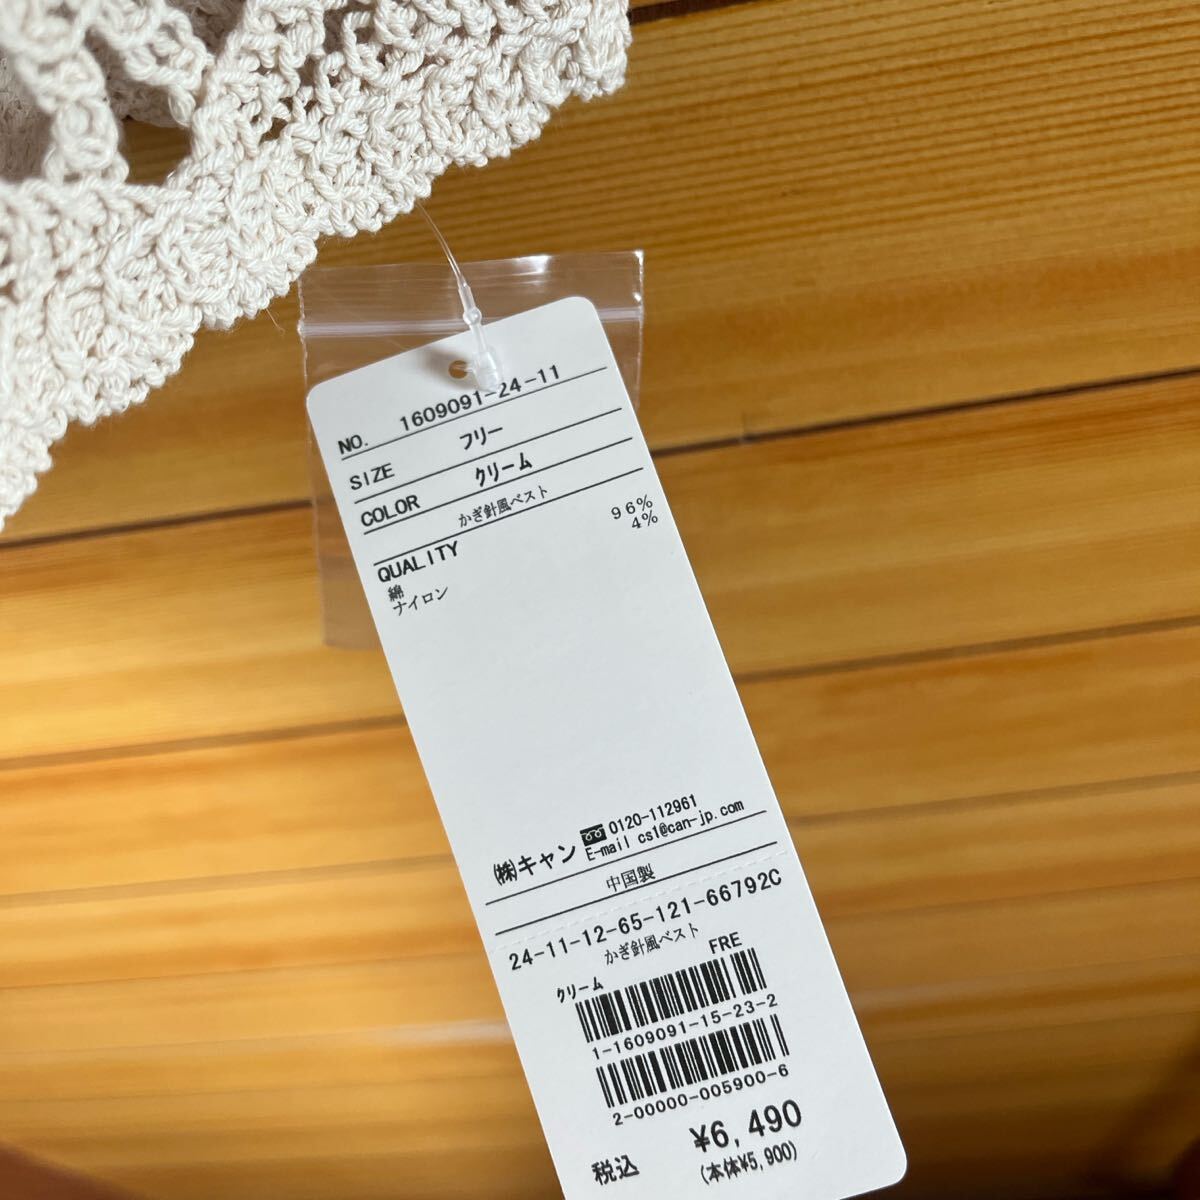 NO. 1609091-24-11
SIZE フリー
COLOR クリーム
かぎ針風ベスト
QUALITY
綿 96%
ナイロン 4%
㈱キャン 0120-112961
E-mail cs1@can-jp.com
中国製
24-11-12-65-121-66792C
かぎ針風ベスト
クリーム FRE
1-1609091-15-23-2
2-00000-005900-6
¥6,490
税込 (本体¥5,900)